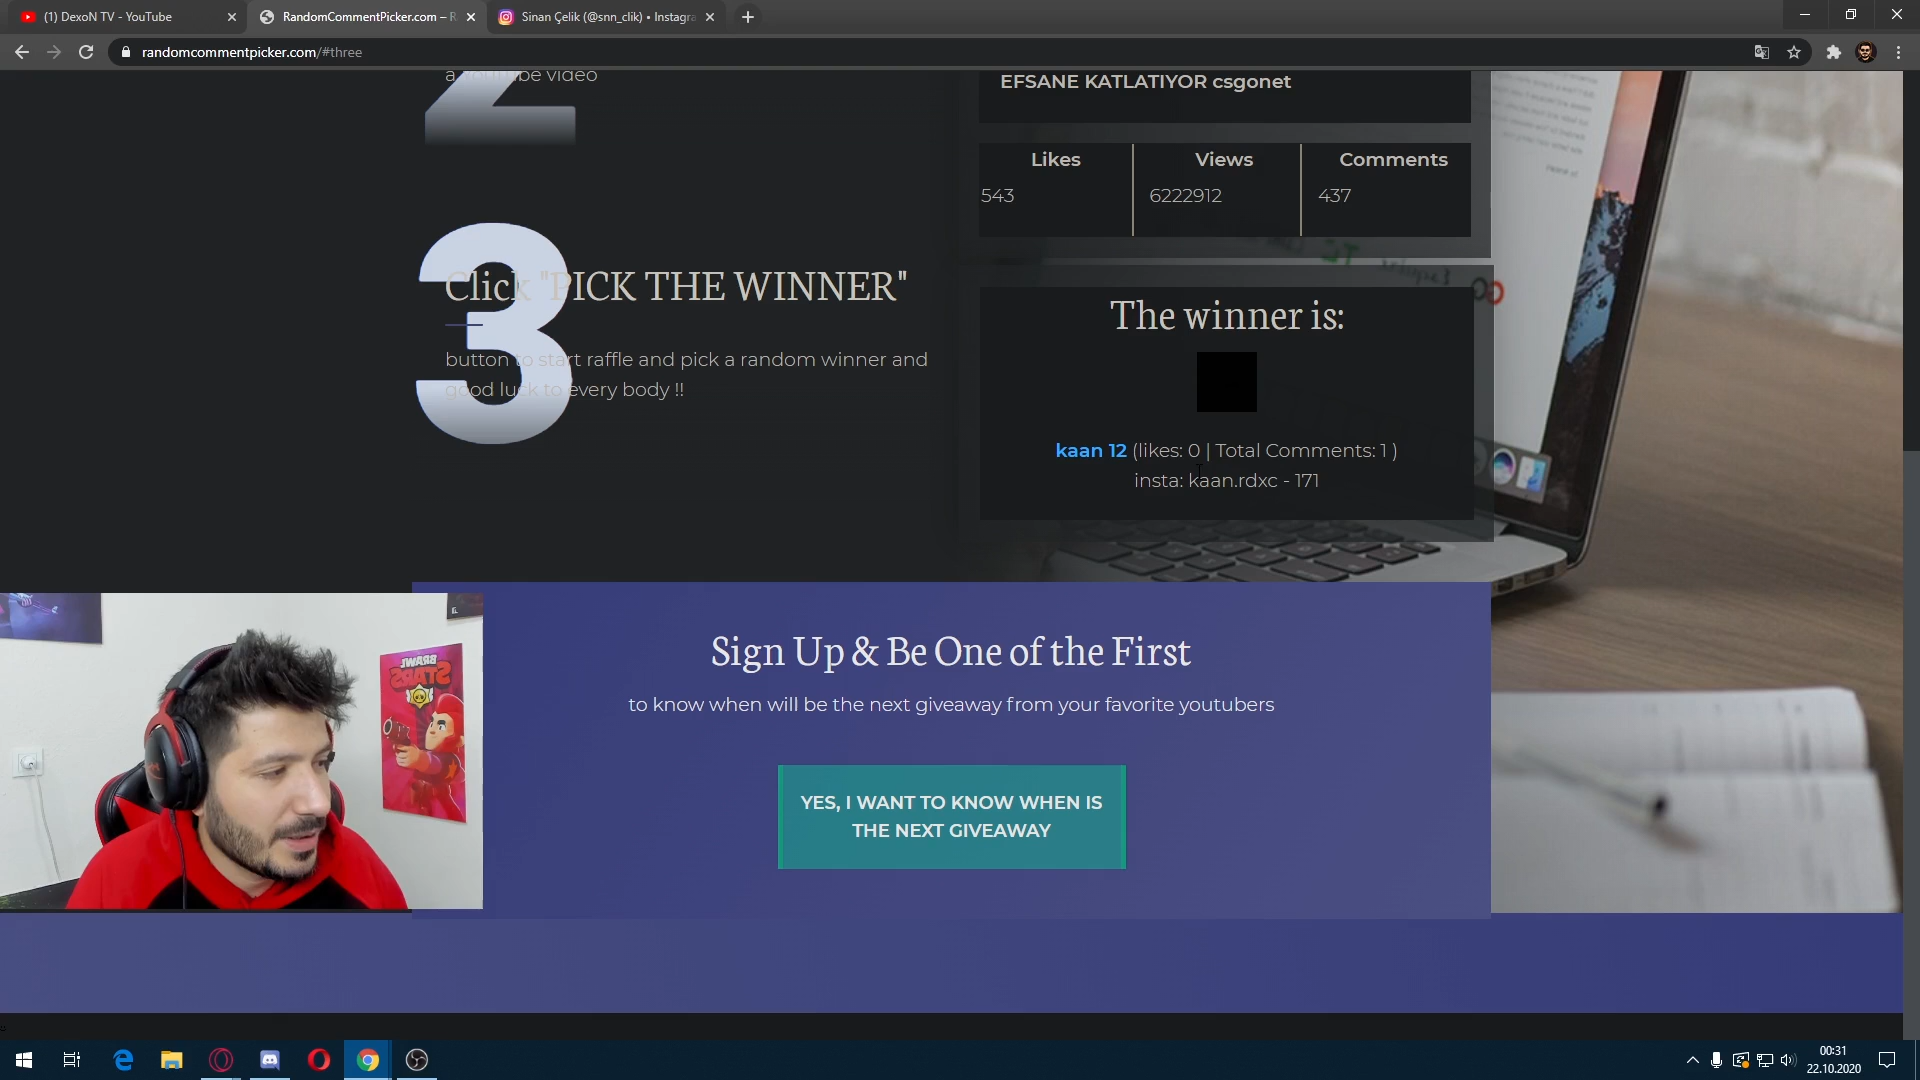 (1) DexoN TV - YouTube
RandomCommentPicker.com – R
Sinan Çelik (@snn_clik) • Instagra
randomcommentpicker.com/#three
2
a youtube video
EFSANE KATLATIYOR csgonet
Likes
Views
Comments
543
6222912
437
3
Click "PICK THE WINNER"
button to start raffle and pick a random winner and
good luck to every body !!
The winner is:
kaan 12 (likes: 0 | Total Comments: 1 )
insta: kaan.rdxc - 171
BRAWL
STARS
Sign Up & Be One of the First
to know when will be the next giveaway from your favorite youtubers
YES, I WANT TO KNOW WHEN IS
THE NEXT GIVEAWAY
00:31
22.10.2020